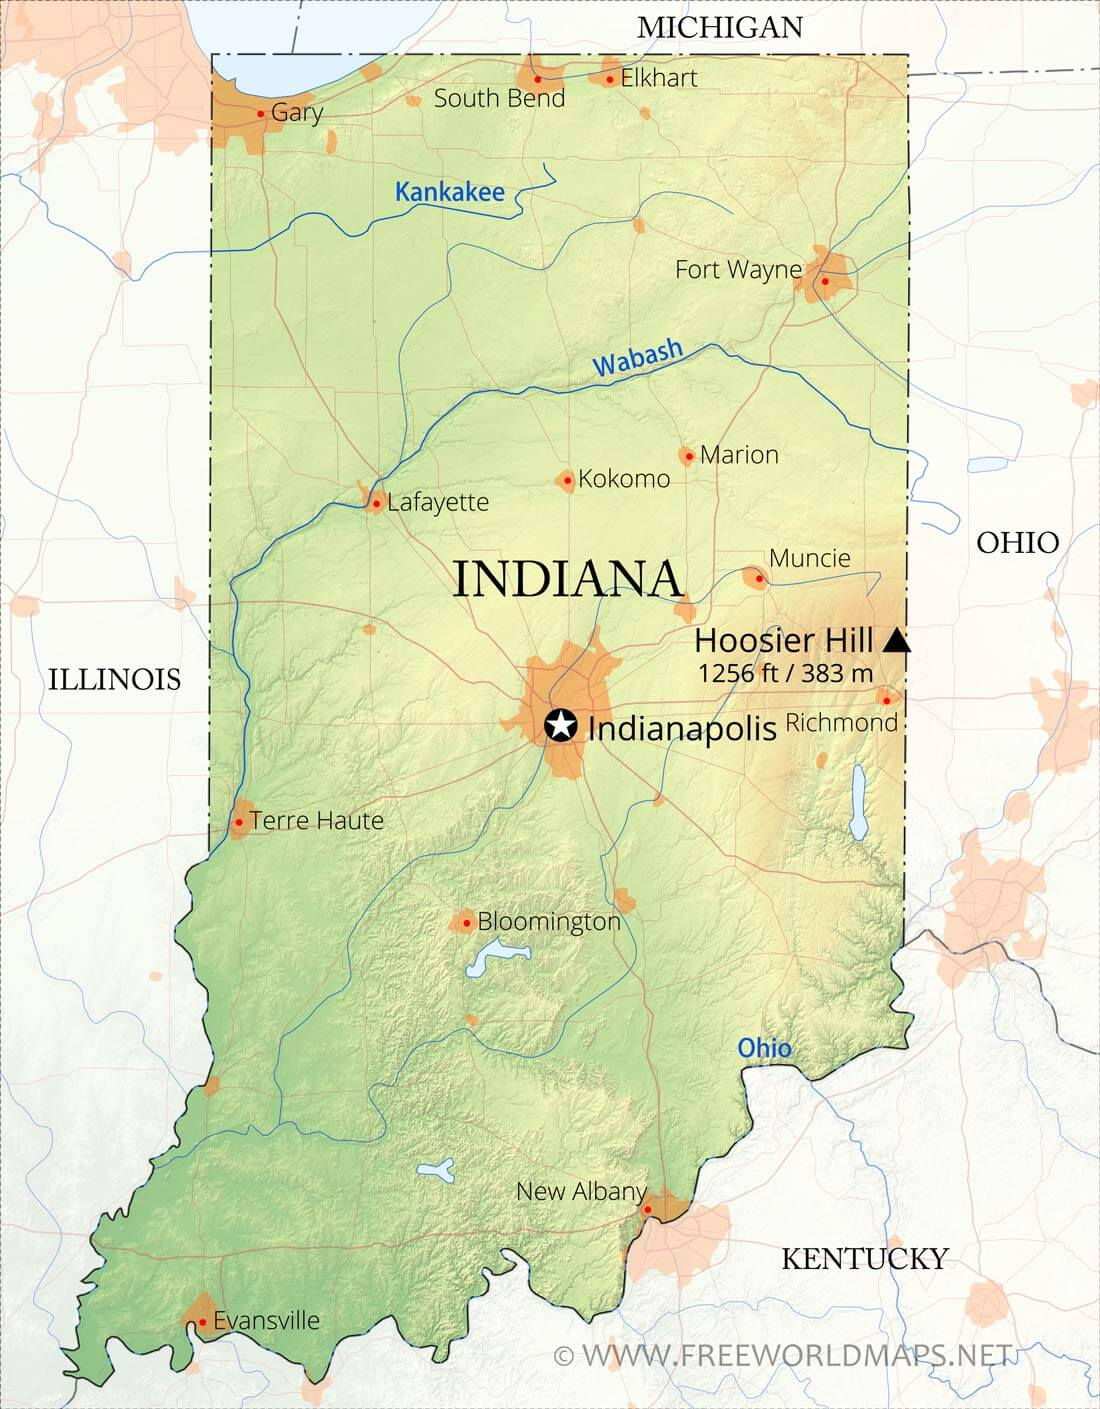 MICHIGAN
Elkhart
South Bend
Gary
Kankakee
Fort Wayne
Wabash
Marion
Kokomo
Lafayette
OHIO
Muncie
INDIANA
Hoosier Hill
1256 ft / 383 m
ILLINOIS
Richmond
Indianapolis
Terre Haute
Bloomington
Ohio
New Albany
KENTUCKY
Evansville
© WWW.FREEWORLDMAPS.NET